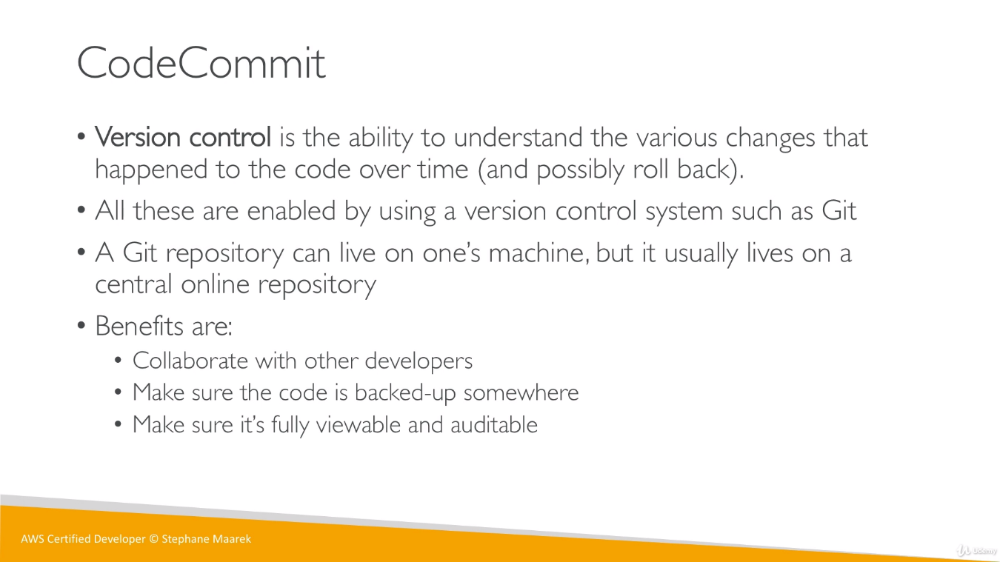 CodeCommit
• Version control is the ability to understand the various changes that
happened to the code over time (and possibly roll back).
• All these are enabled by using a version control system such as Git
• A Git repository can live on one’s machine, but it usually lives on a
central online repository
• Benefits are:
• Collaborate with other developers
• Make sure the code is backed-up somewhere
• Make sure it’s fully viewable and auditable
AWS Certified Developer © Stephane Maarek
Udemy